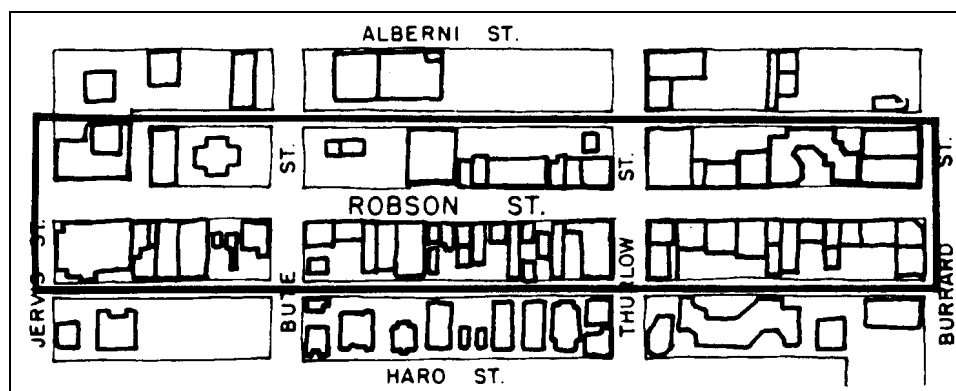 ALBERNI ST.
ST.
ST.
ST.
ROBSON ST.
JERVIS ST.
BUTE
THURLOW
BURRARD
HARO ST.